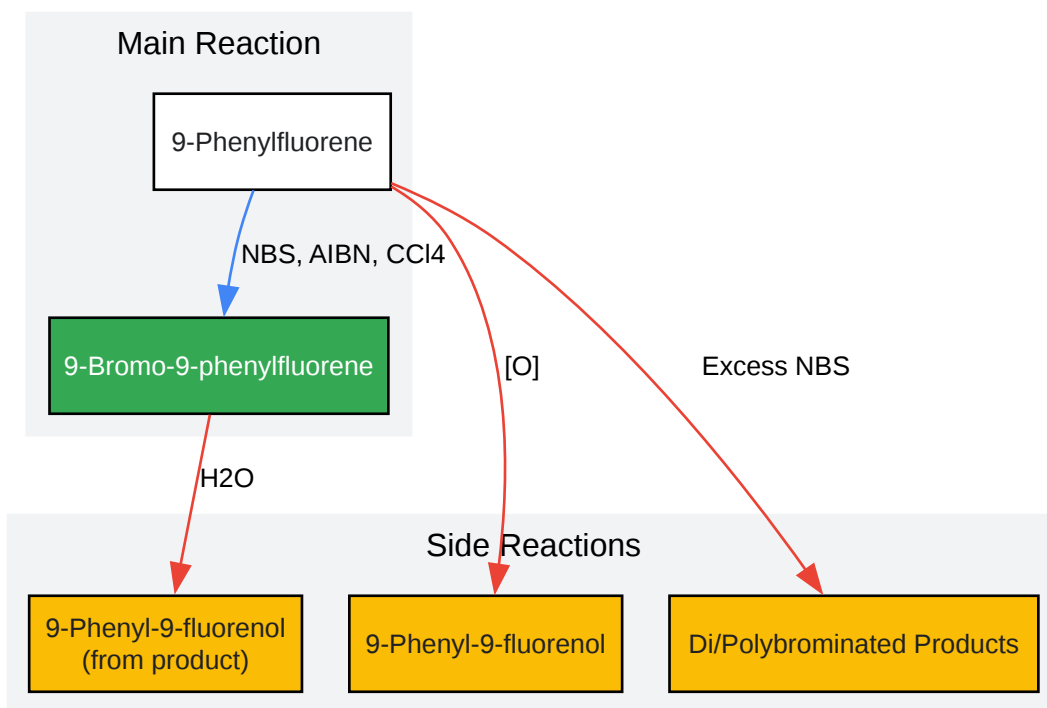 Main Reaction
9-Phenylfluorene
NBS, AIBN, CCl4
9-Bromo-9-phenylfluorene
[O]
Excess NBS
H2O
Side Reactions
9-Phenyl-9-fluorenol
(from product)
9-Phenyl-9-fluorenol
Di/Polybrominated Products